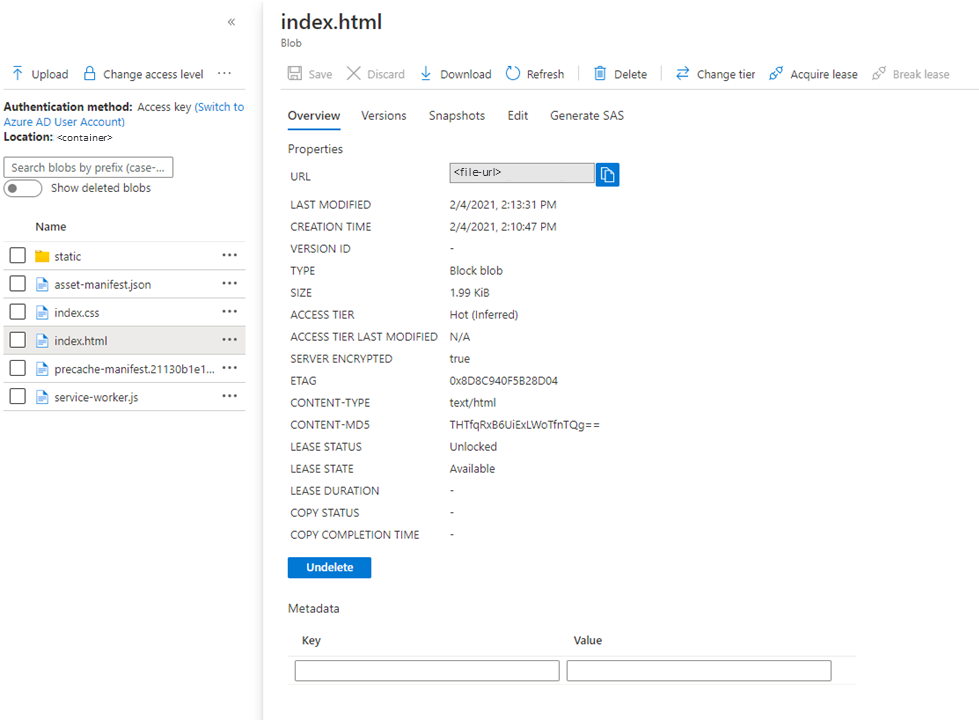 «
Upload Change access level ···
Authentication method: Access key (Switch to
Azure AD User Account)
Location: <container>
Search blobs by prefix (case-...
Show deleted blobs
Name
static ···
asset-manifest.json ···
index.css ···
index.html ···
precache-manifest.21130b1e1... ···
service-worker.js ···
index.html
Blob
Save Discard Download Refresh Delete Change tier Acquire lease Break lease
Overview Versions Snapshots Edit Generate SAS
Properties
URL <file-url>
LAST MODIFIED 2/4/2021, 2:13:31 PM
CREATION TIME 2/4/2021, 2:10:47 PM
VERSION ID -
TYPE Block blob
SIZE 1.99 KiB
ACCESS TIER Hot (Inferred)
ACCESS TIER LAST MODIFIED N/A
SERVER ENCRYPTED true
ETAG 0x8D8C940F5B28D04
CONTENT-TYPE text/html
CONTENT-MD5 THTfqRxB6UiExLWoTfnTQg==
LEASE STATUS Unlocked
LEASE STATE Available
LEASE DURATION -
COPY STATUS -
COPY COMPLETION TIME -
Undelete
Metadata
Key Value